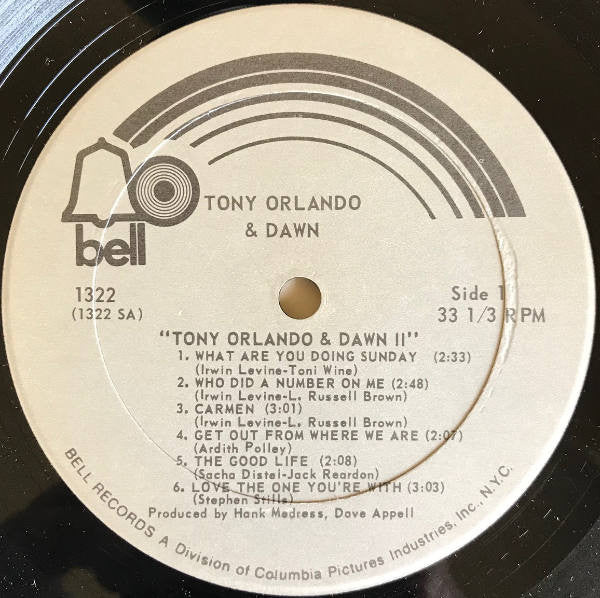 bell
TONY ORLANDO
& DAWN
1322
(1322 SA)
Side 1
33 1/3 RPM
"TONY ORLANDO & DAWN II"
1. WHAT ARE YOU DOING SUNDAY (2:33)
(Irwin Levine-Toni Wine)
2. WHO DID A NUMBER ON ME (2:48)
(Irwin Levine-L. Russell Brown)
3. CARMEN (3:01)
(Irwin Levine-L. Russell Brown)
4. GET OUT FROM WHERE WE ARE (2:07)
(Ardith Polley)
5. THE GOOD LIFE (2:08)
(Sacha Distel-Jack Reardon)
6. LOVE THE ONE YOU'RE WITH (3:03)
(Stephen Stills)
Produced by Hank Medress, Dave Appell
BELL RECORDS A Division of Columbia Pictures Industries, Inc., N.Y.C.